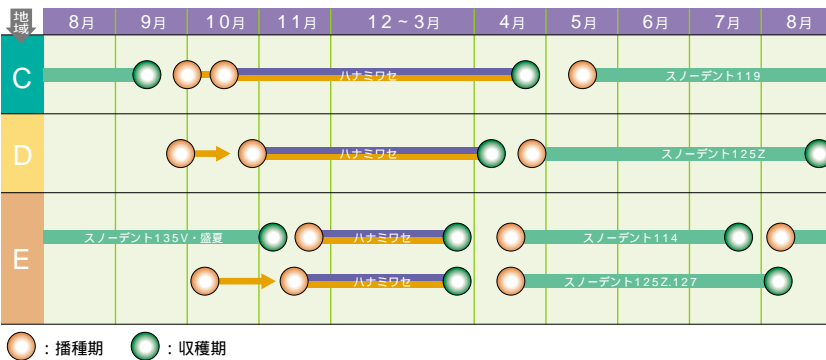 地域 8月 9月 10月 11月 12~3月 4月 5月 6月 7月 8月
C ハナミワセ スノーデント119
D ハナミワセ スノーデント125Z
E スノーデント135V・盛夏 ハナミワセ スノーデント114
ハナミワセ スノーデント125Z.127
:播種期 :収穫期